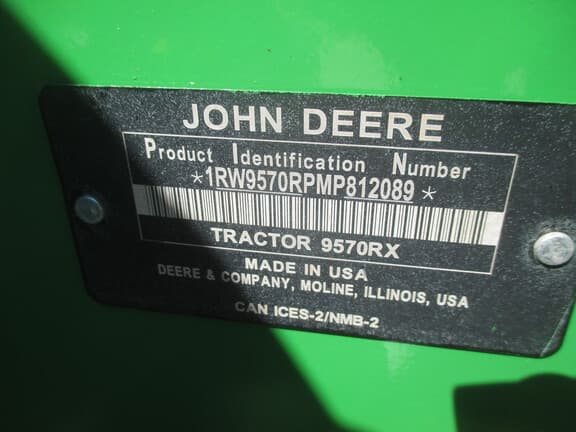 JOHN DEERE
Product Identification Number
*1RW9570RPMP812089*
TRACTOR 9570RX
MADE IN USA
DEERE & COMPANY, MOLINE, ILLINOIS, USA
CAN ICES-2/NMB-2